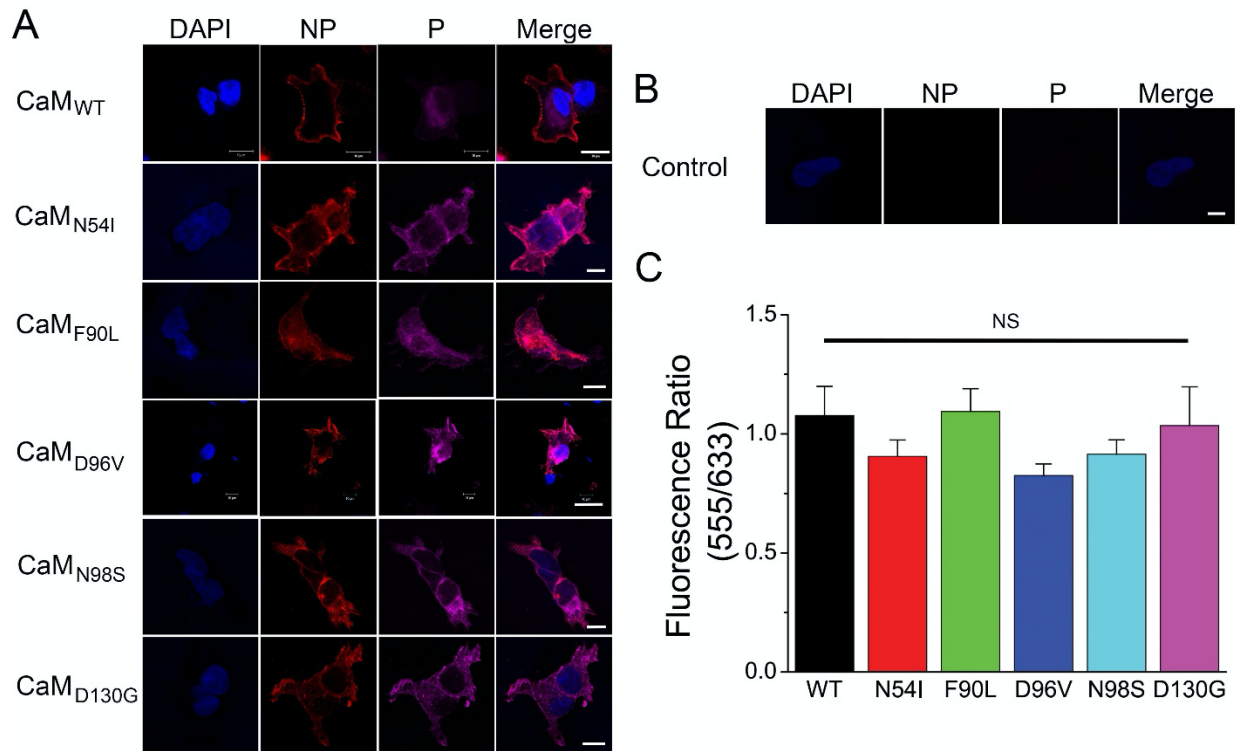 A
DAPI NP P Merge
CaMWT
CaMN54I
CaMF90L
CaMD96V
CaMN98S
CaMD130G
B
DAPI NP P Merge
Control
C
Fluorescence Ratio
(555/633)
1.5
1.0
0.5
0.0
NS
WT N54I F90L D96V N98S D130G